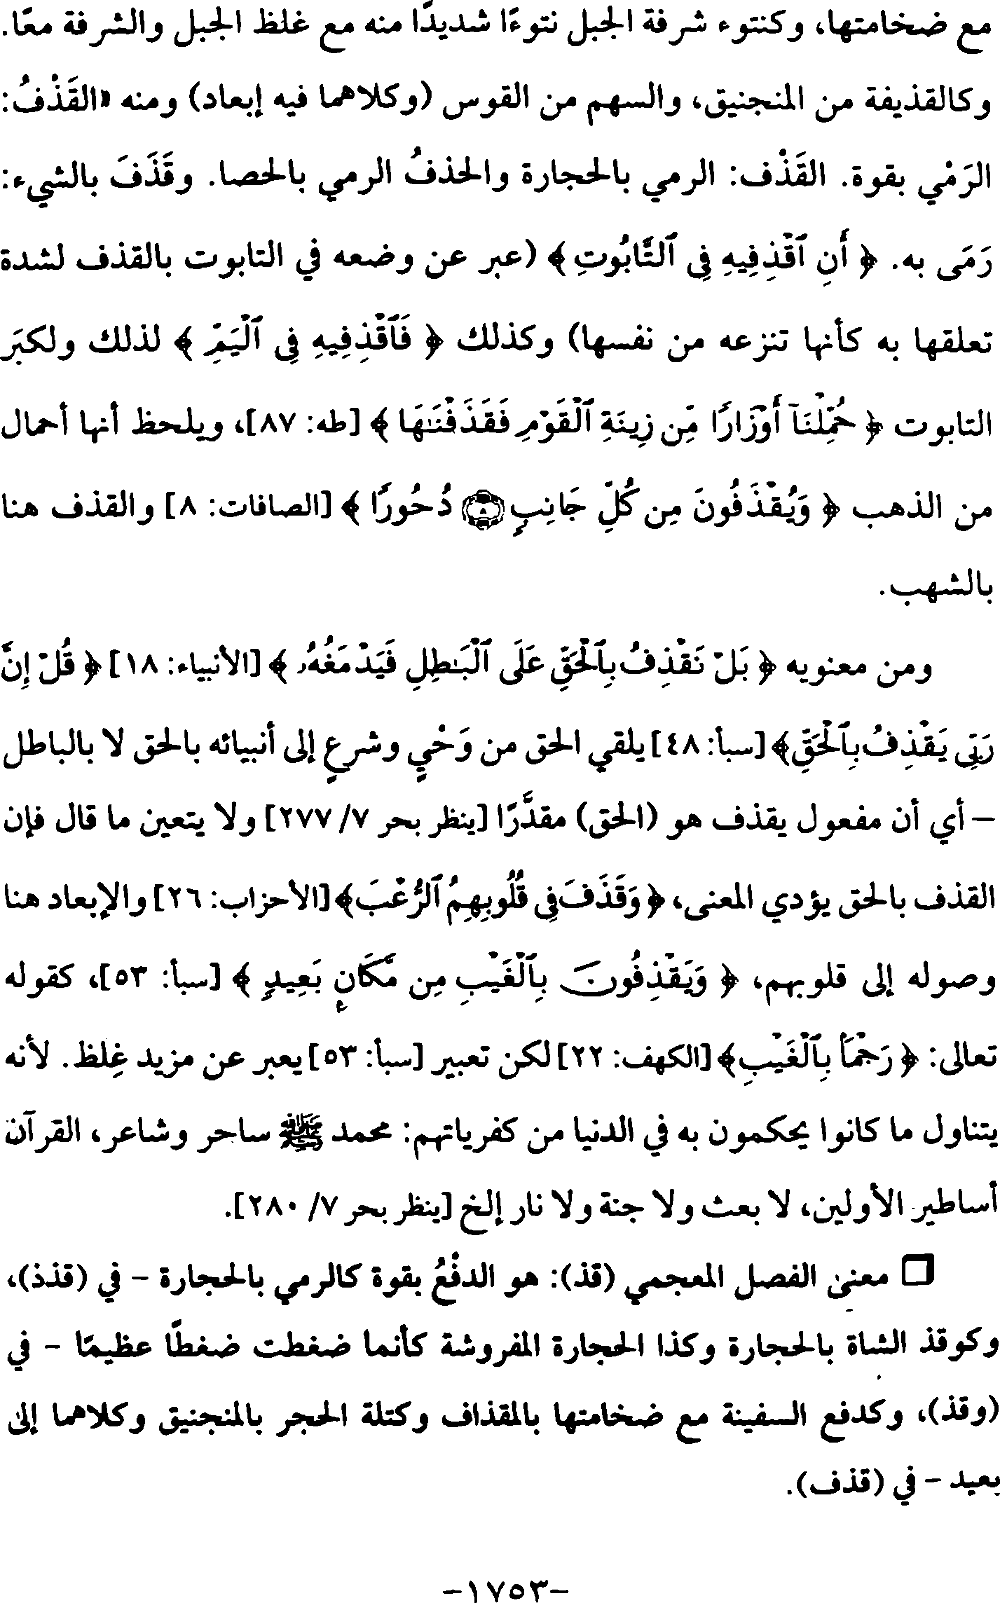 مع ضخامتها، وكنتوء شرفة الجبل نتوءًا شديدًا منه مع غلظ الجبل والشرفة معًا.
وكالقذيفة من المنجنيق، والسهم من القوس (وكلاهما فيه إبعاد) ومنه «القَذْفُ:
الرَمْي بقوة. القَذْف: الرمي بالحجارة والحذفُ الرمي بالحصا. وقَذَفَ بالشيء:
رَمَى به. ﴿ أَنِ ٱقْذِفِيهِ فِى ٱلتَّابُوتِ ﴾ (عبر عن وضعه في التابوت بالقذف لشدة
تعلقها به كأنها تنزعه من نفسها) وكذلك ﴿ فَٱقْذِفِيهِ فِى ٱلْيَمِّ ﴾ لذلك ولكبَر
التابوت ﴿ حُمِّلْنَآ أَوْزَارًا مِّن زِينَةِ ٱلْقَوْمِ فَقَذَفْنَـٰهَا ﴾ [طه: ٨٧]، ويلحظ أنها أحمال
من الذهب ﴿ وَيُقْذَفُونَ مِن كُلِّ جَانِبٍ ۝٨ دُحُورًا ﴾ [الصافات: ٨] والقذف هنا
بالشهب.
ومن معنويه ﴿ بَلْ نَقْذِفُ بِٱلْحَقِّ عَلَى ٱلْبَـٰطِلِ فَيَدْمَغُهُۥ ﴾ [الأنبياء: ١٨] ﴿ قُلْ إِنَّ
رَبِّى يَقْذِفُ بِٱلْحَقِّ﴾ [سبأ: ٤٨] يلقي الحق من وَحْيٍ وشرعٍ إلى أنبيائه بالحق لا بالباطل
– أي أن مفعول يقذف هو (الحق) مقدَّرًا [ينظر بحر ٧/ ٢٧٧] ولا يتعين ما قال فإن
القذف بالحق يؤدي المعنى، ﴿ وَقَذَفَ فِى قُلُوبِهِمُ ٱلرُّعْبَ﴾ [الأحزاب: ٢٦] والإبعاد هنا
وصوله إلى قلوبهم، ﴿ وَيَقْذِفُونَ بِٱلْغَيْبِ مِن مَّكَانٍ بَعِيدٍ ﴾ [سبأ: ٥٣]، كقوله
تعالى: ﴿ رَجْمًۢا بِٱلْغَيْبِ﴾ [الكهف: ٢٢] لكن تعبير [سبأ: ٥٣] يعبر عن مزيد غِلظ. لأنه
يتناول ما كانوا يحكمون به في الدنيا من كفرياتهم: محمد ﷺ ساحر وشاعر، القرآن
أساطير الأولين، لا بعث ولا جنة ولا نار إلخ [ينظر بحر ٧/ ٢٨٠].
❒ معنى الفصل المعجمي (قذ): هو الدفْعُ بقوة كالرمي بالحجارة – في (قذذ)،
وكوقذ الشاة بالحجارة وكذا الحجارة المفروشة كأنما ضغطت ضغطًا عظيمًا – في
(وقذ)، وكدفع السفينة مع ضخامتها بالمقذاف وكتلة الحجر بالمنجنيق وكلاهما إلى
بعيد – في (قذف).
-١٧٥٣-